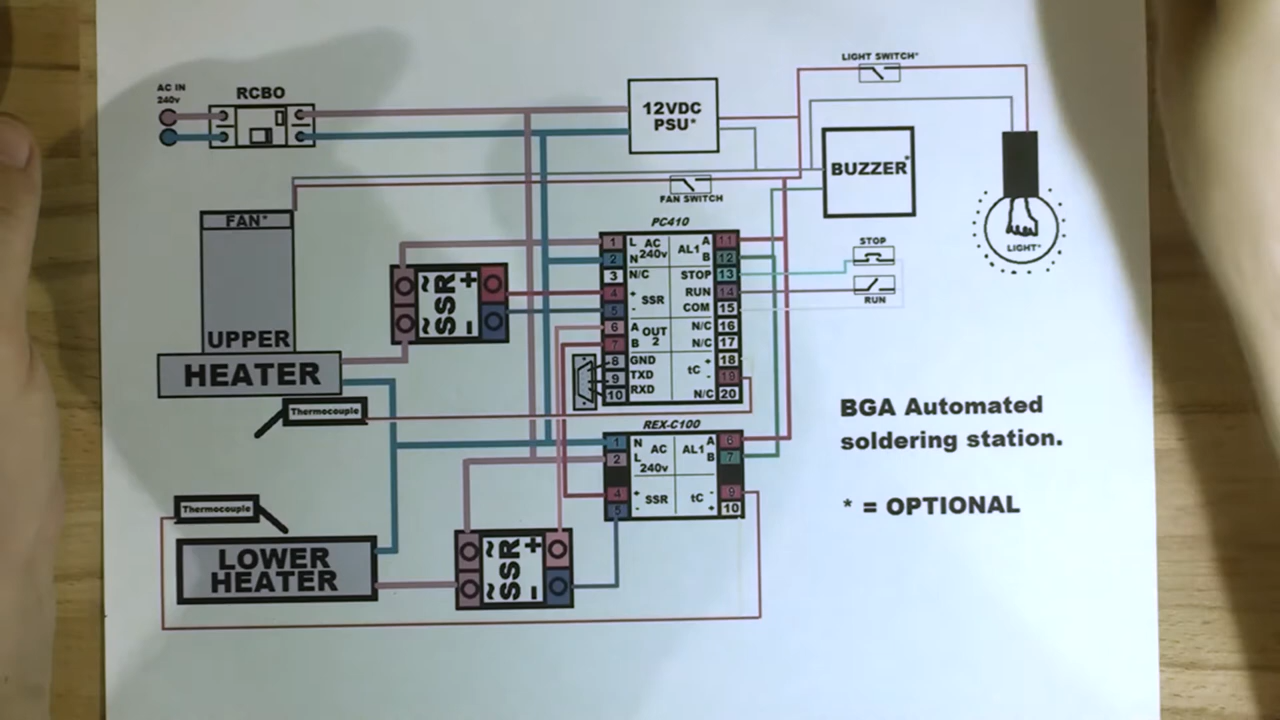 LIGHT SWITCH*
AC IN
240v
RCBO
12VDC
PSU*
BUZZER*
FAN SWITCH
FAN*
UPPER
HEATER
Thermocouple
SSR
~ ~ + -
PC410
1 L AC 240v AL1 A 11
2 N B 12
3 N/C STOP 13
4 + SSR RUN 14
5 - COM 15
6 A OUT 2 N/C 16
7 B N/C 17
8 GND + 18
9 TXD tC - 19
10 RXD N/C 20
STOP
RUN
LIGHT*
REX-C100
1 N AC 240v AL1 A 6
2 L B 7
4 + SSR tC - 9
5 - + 10
BGA Automated
soldering station.
* = OPTIONAL
Thermocouple
LOWER
HEATER
SSR
~ ~ + -